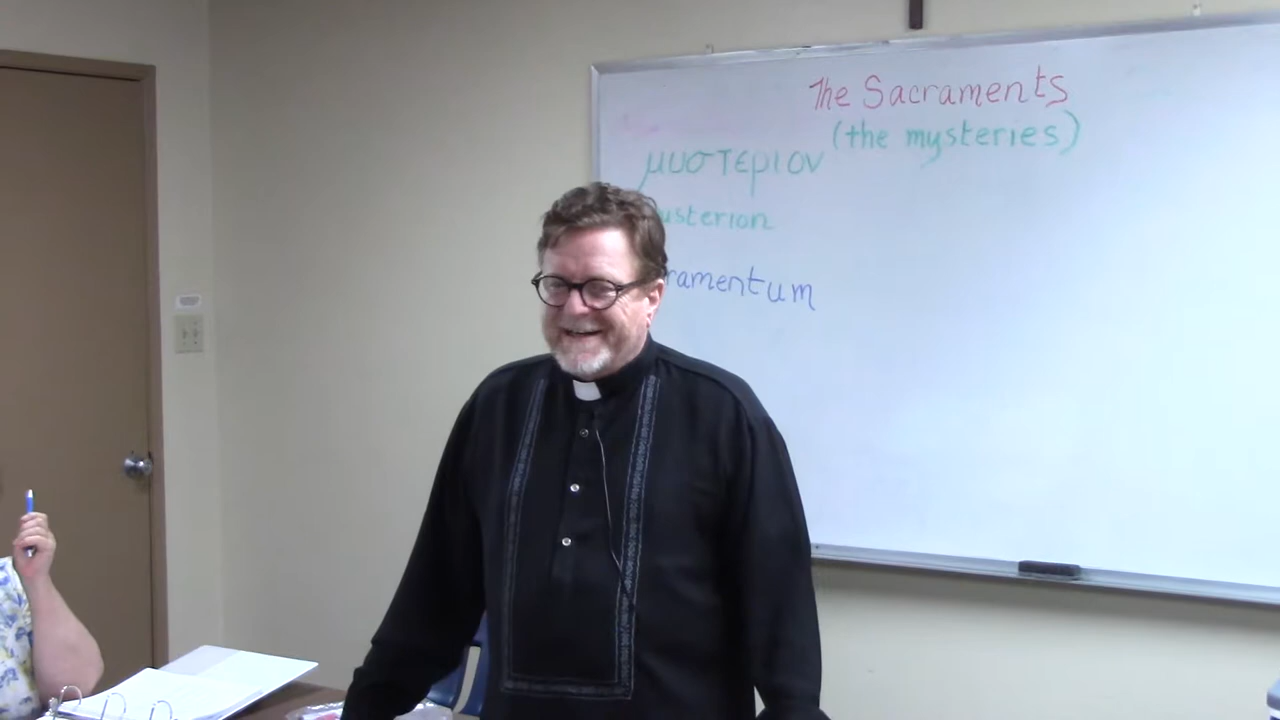 The Sacraments
(the mysteries)
μυστεριον
usterion
ramentum